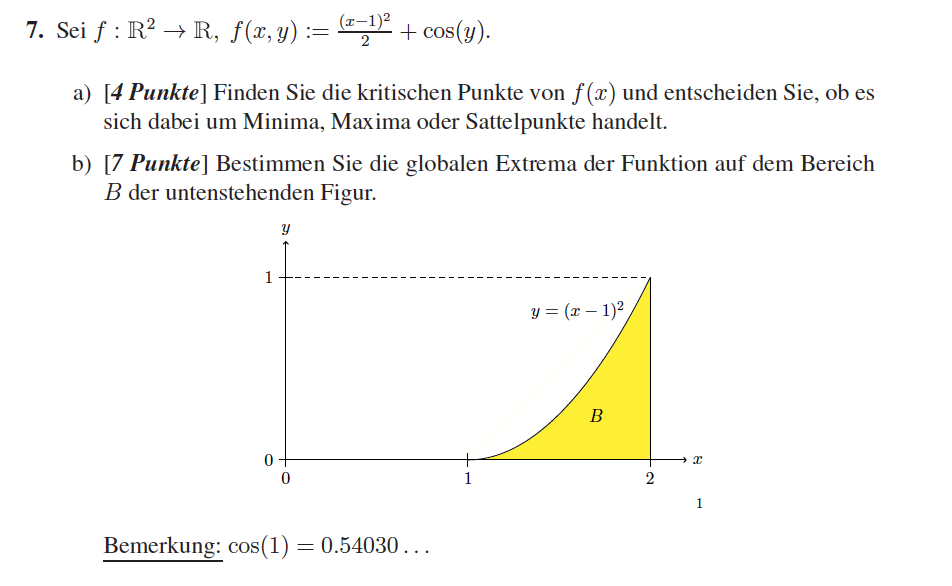 7. Sei f : ℝ² → ℝ, f(x, y) := (x−1)²/2 + cos(y).
a) [4 Punkte] Finden Sie die kritischen Punkte von f(x) und entscheiden Sie, ob es
sich dabei um Minima, Maxima oder Sattelpunkte handelt.
b) [7 Punkte] Bestimmen Sie die globalen Extrema der Funktion auf dem Bereich
B der untenstehenden Figur.
y
1
y = (x − 1)²
B
0
x
0 1 2
1
Bemerkung: cos(1) = 0.54030 . . .